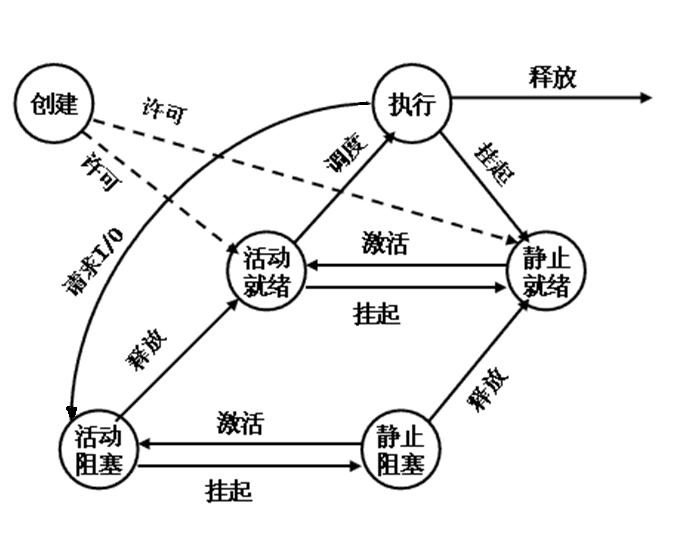 释放
创建
许可
执行
许可
调度
挂起
请求I/O
激活
活动
就绪
静止
就绪
挂起
释放
释放
激活
活动
阻塞
静止
阻塞
挂起